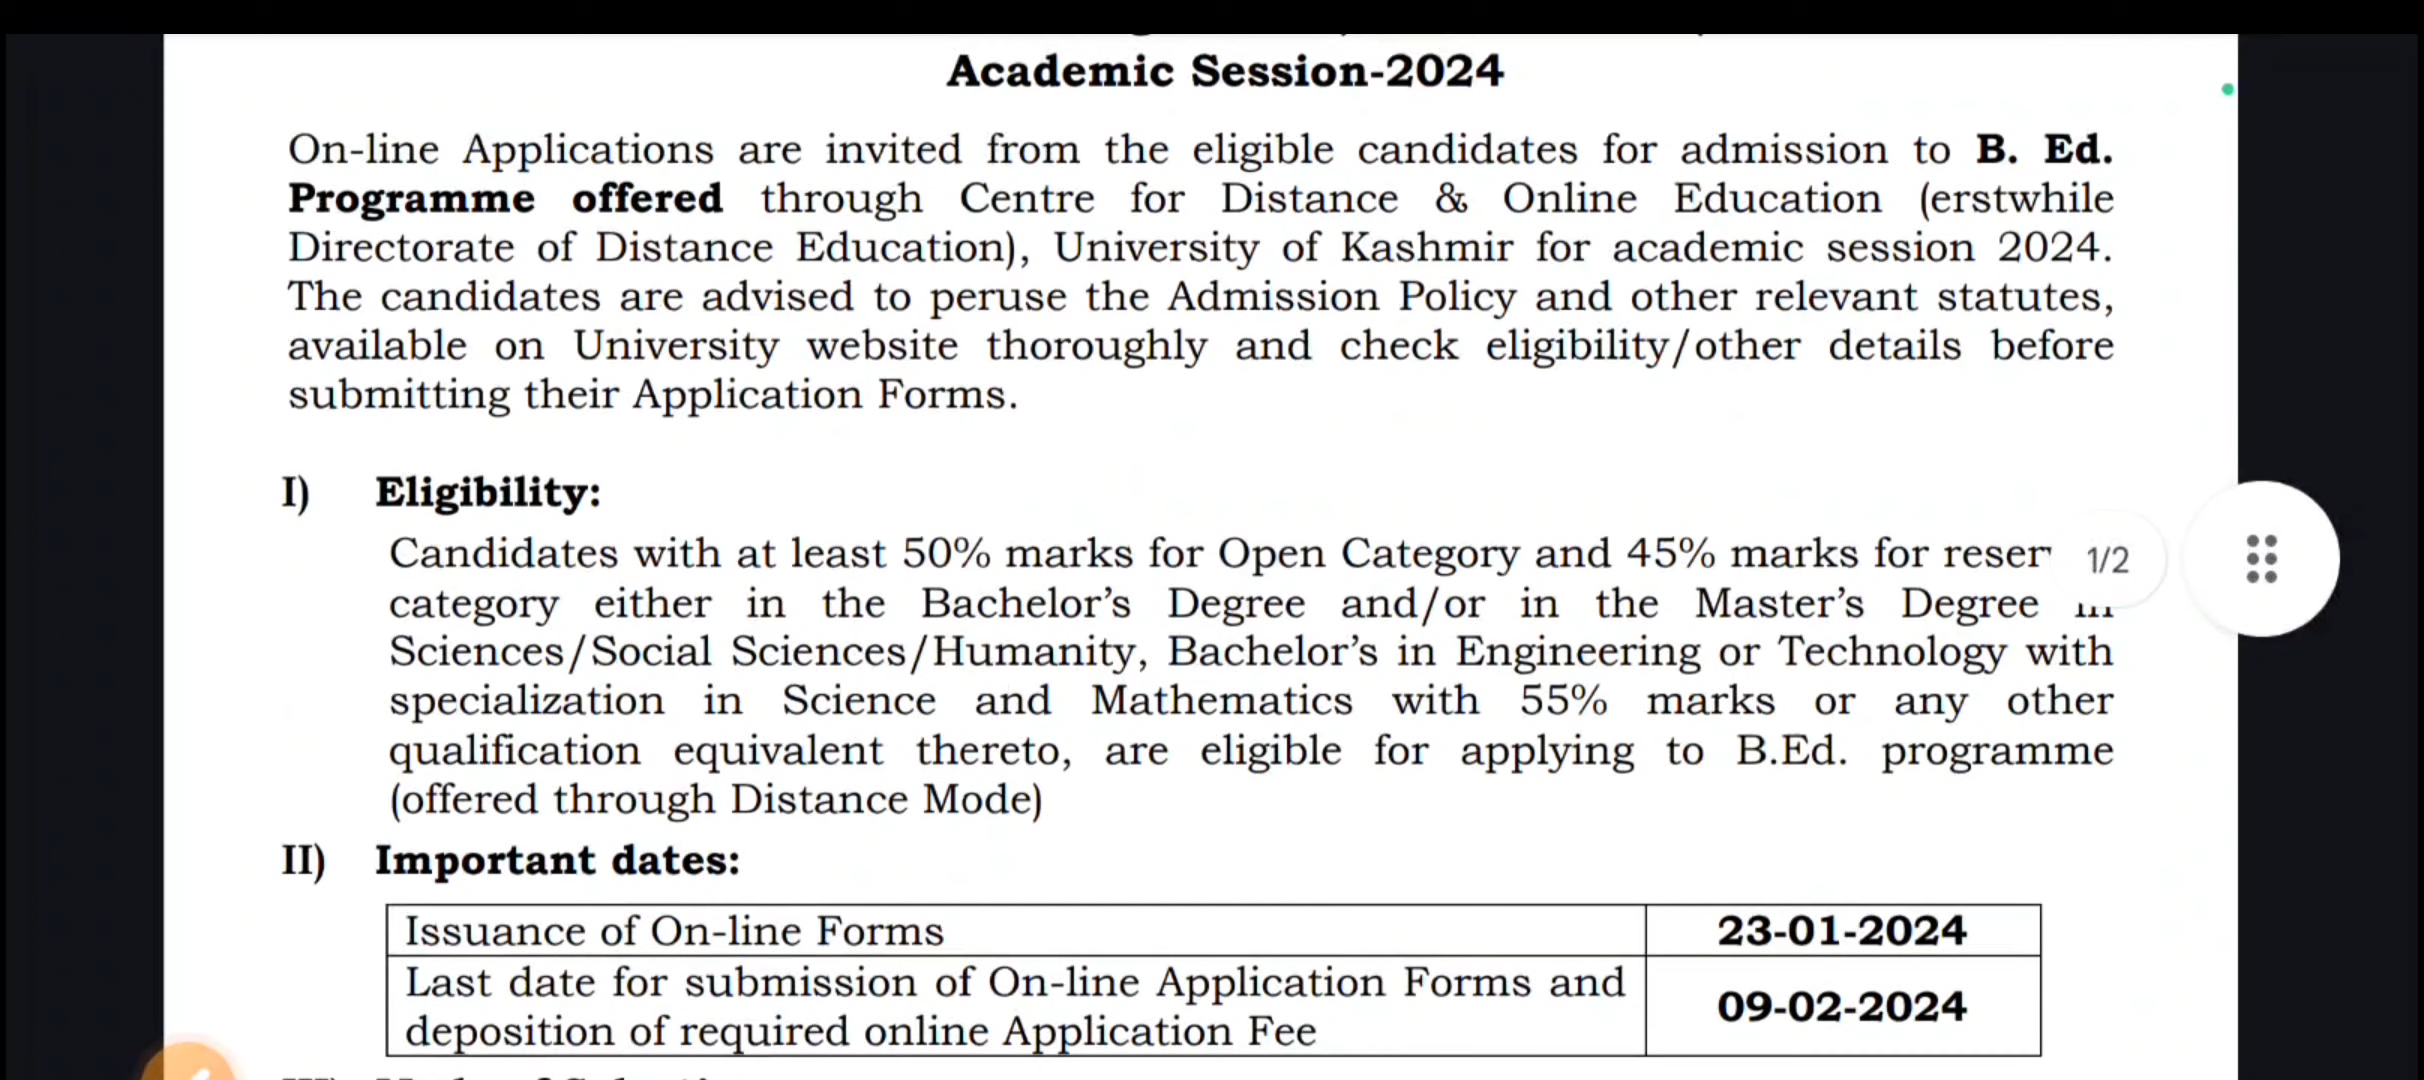 Academic Session-2024
On-line Applications are invited from the eligible candidates for admission to B. Ed.
Programme offered through Centre for Distance & Online Education (erstwhile
Directorate of Distance Education), University of Kashmir for academic session 2024.
The candidates are advised to peruse the Admission Policy and other relevant statutes,
available on University website thoroughly and check eligibility/other details before
submitting their Application Forms.
I) Eligibility:
Candidates with at least 50% marks for Open Category and 45% marks for reser
1/2
category either in the Bachelor's Degree and/or in the Master's Degree
Sciences/Social Sciences/Humanity, Bachelor's in Engineering or Technology with
specialization in Science and Mathematics with 55% marks or any other
qualification equivalent thereto, are eligible for applying to B.Ed. programme
(offered through Distance Mode)
II) Important dates:
Issuance of On-line Forms 23-01-2024
Last date for submission of On-line Application Forms and
deposition of required online Application Fee 09-02-2024